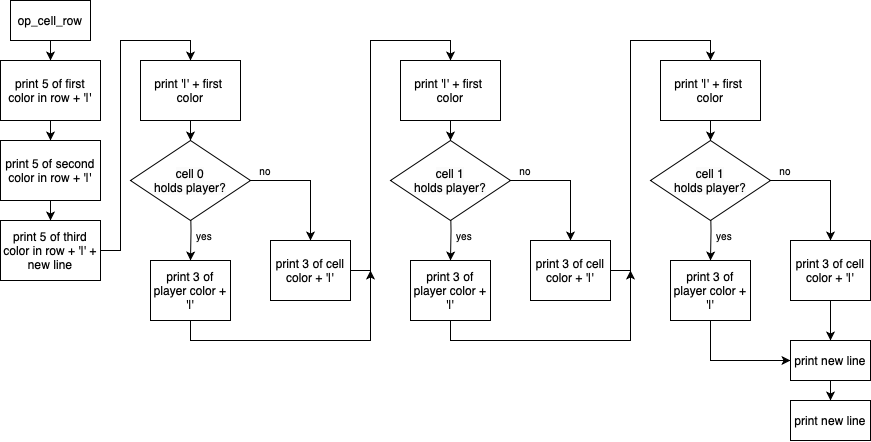 op_cell_row
print 5 of first
color in row + 'l'
print 5 of second
color in row + 'l'
print 5 of third
color in row + 'l' +
new line
print 'l' + first
color
cell 0
holds player?
no
yes
print 3 of
player color +
'l'
print 3 of cell
color + 'l'
print 'l' + first
color
cell 1
holds player?
no
yes
print 3 of
player color +
'l'
print 3 of cell
color + 'l'
print 'l' + first
color
cell 1
holds player?
no
yes
print 3 of
player color +
'l'
print 3 of cell
color + 'l'
print new line
print new line